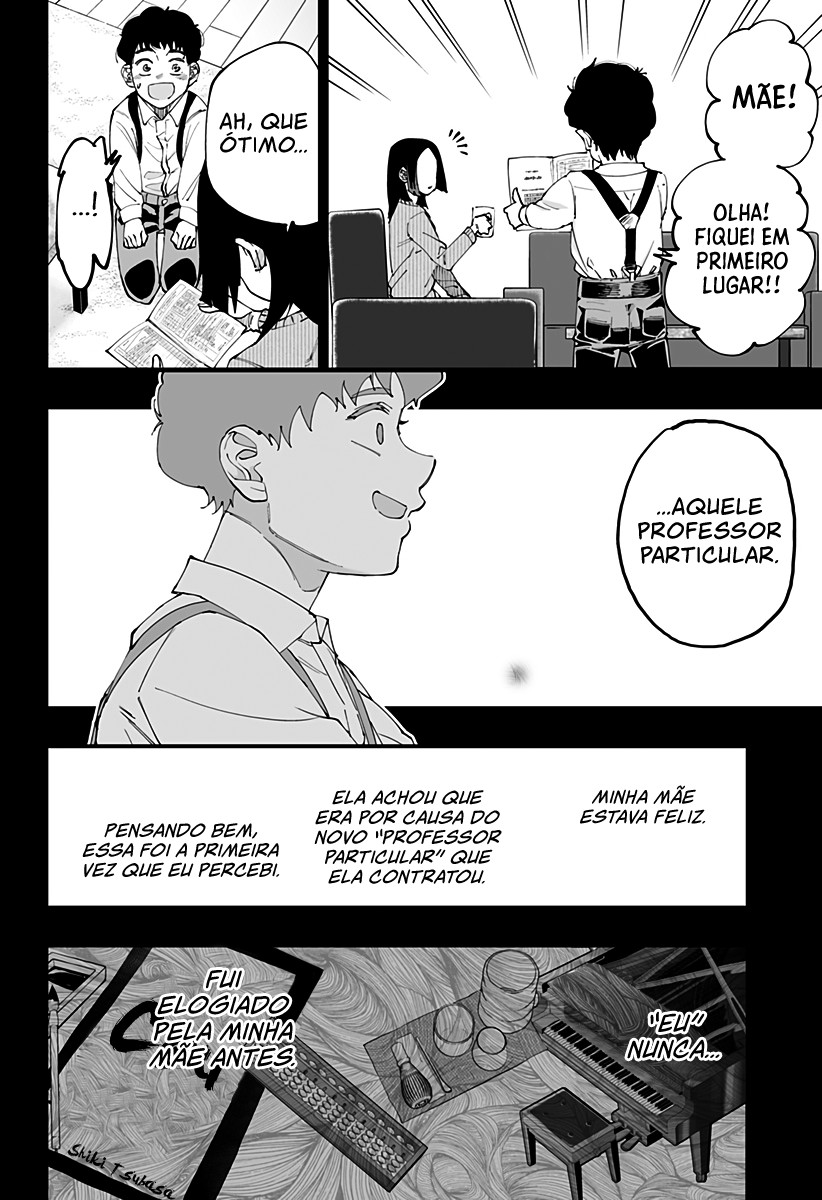 MÃE!
OLHA!
FIQUEI EM
PRIMEIRO
LUGAR!!
AH, QUE
ÓTIMO...
...!
...AQUELE
PROFESSOR
PARTICULAR.
MINHA MÃE
ESTAVA FELIZ.
ELA ACHOU QUE
ERA POR CAUSA DO
NOVO "PROFESSOR
PARTICULAR" QUE
ELA CONTRATOU.
PENSANDO BEM,
ESSA FOI A PRIMEIRA
VEZ QUE EU PERCEBI.
"EU"
NUNCA...
FUI
ELOGIADO
PELA MINHA
MÃE ANTES.
Shiki Tsubasa